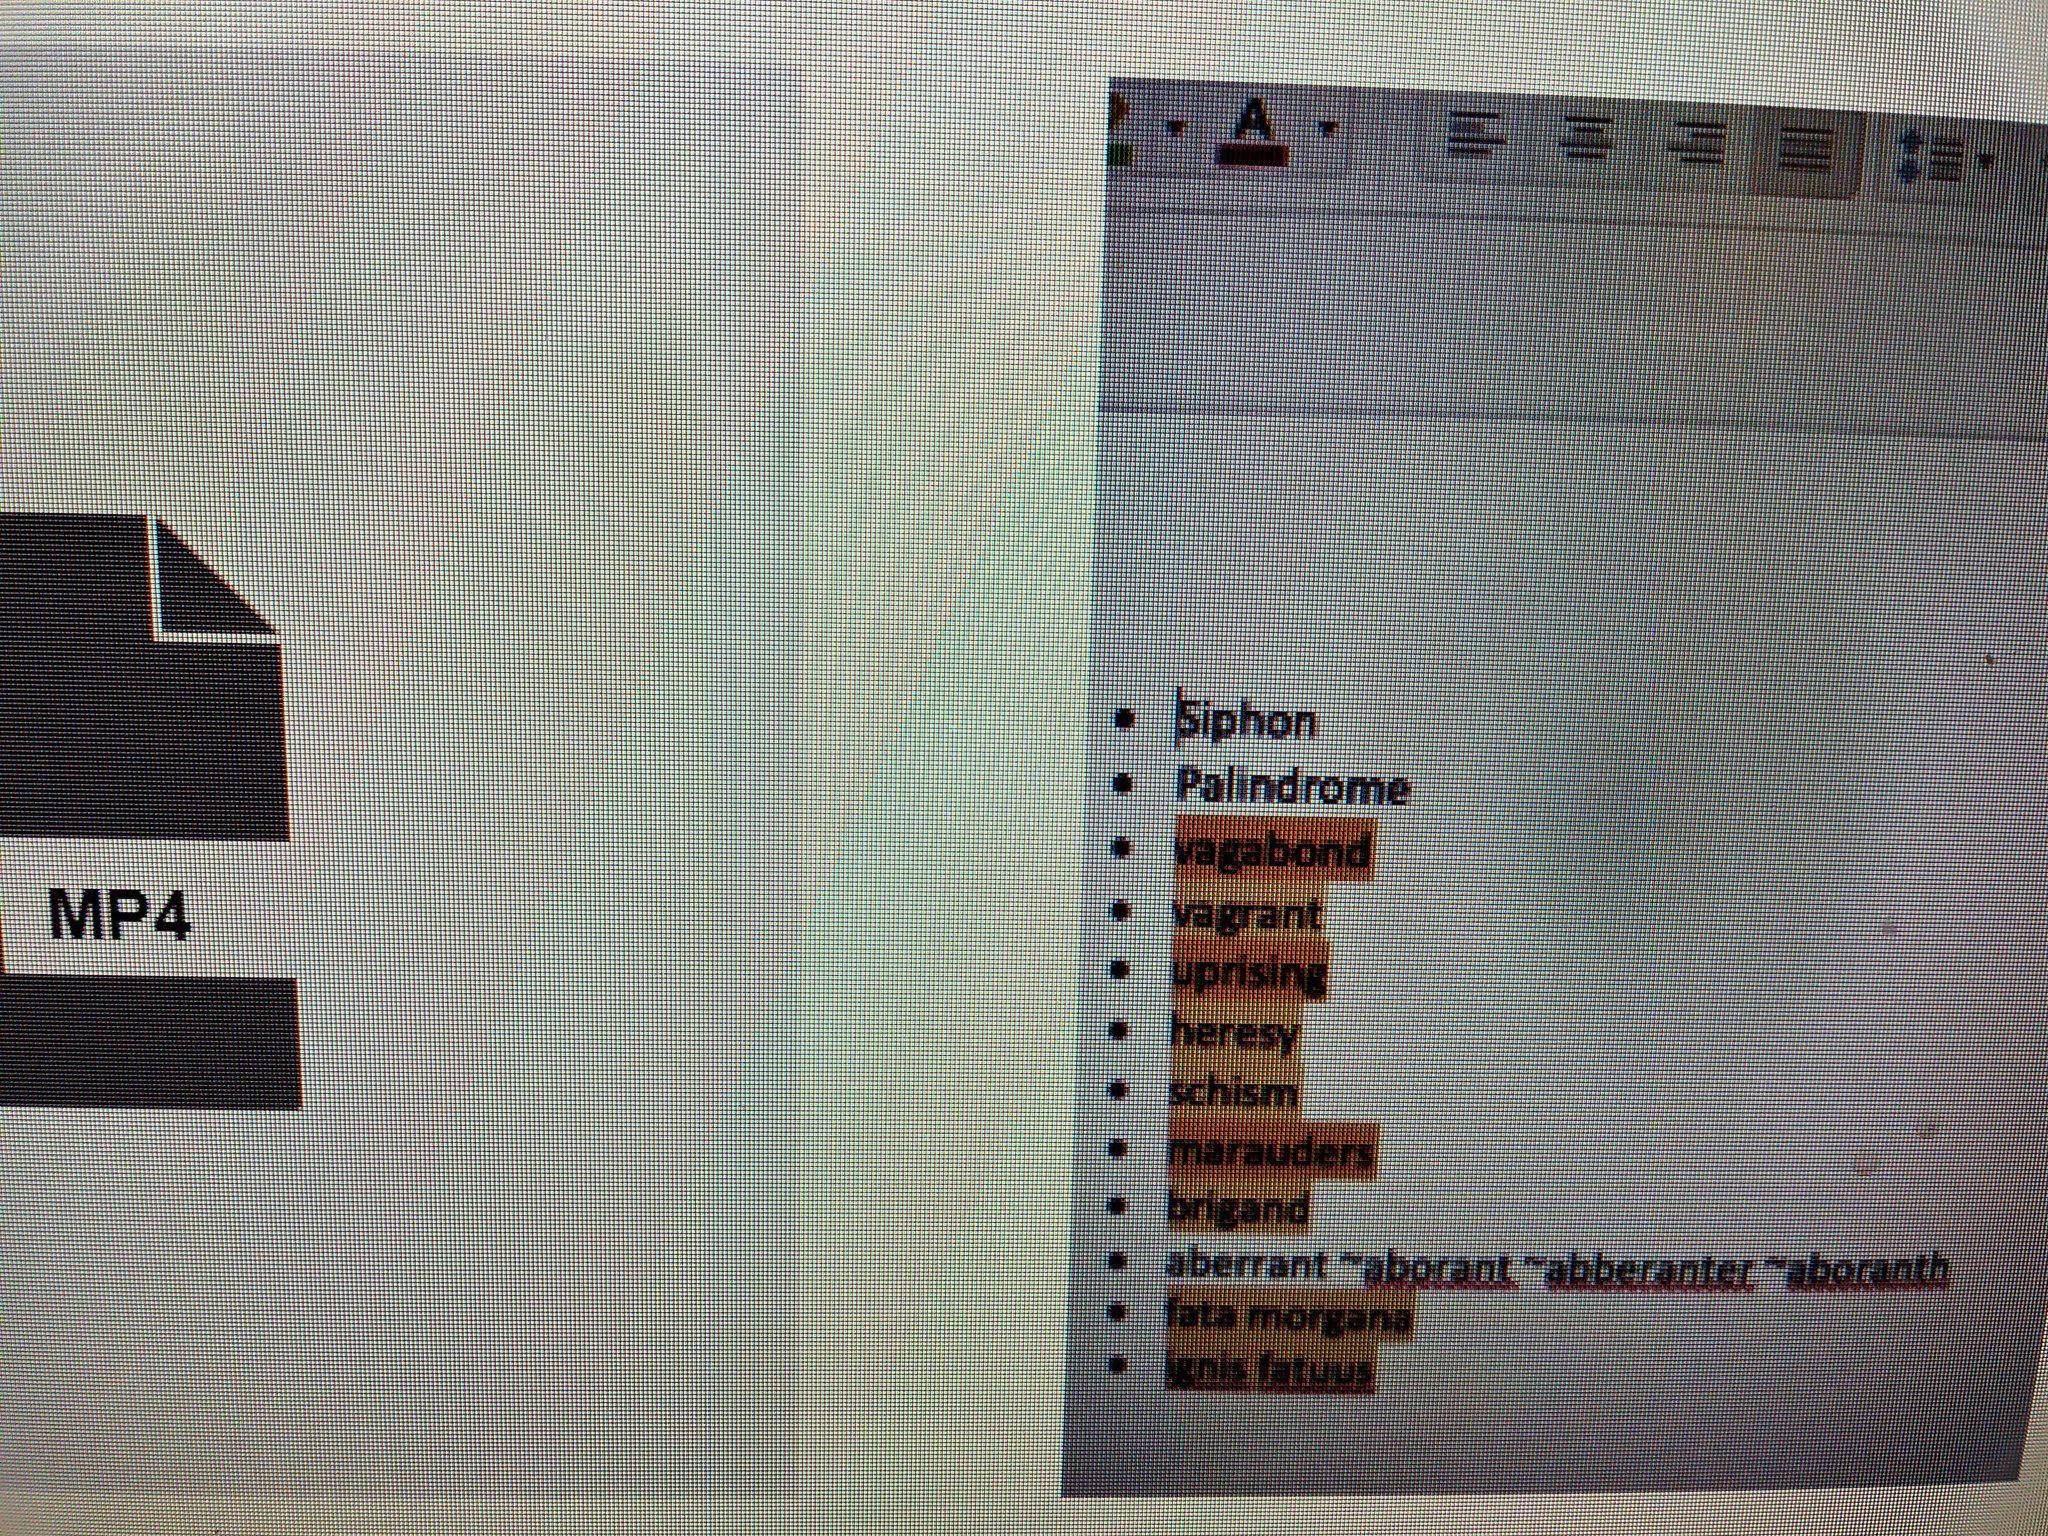 A
MP4
Siphon
Palindrome
vagabond
vagrant
uprising
heresy
schism
marauders
brigand
aberrant ~aborant ~abberanter ~aboranth
fata morgana
ignis fatuus